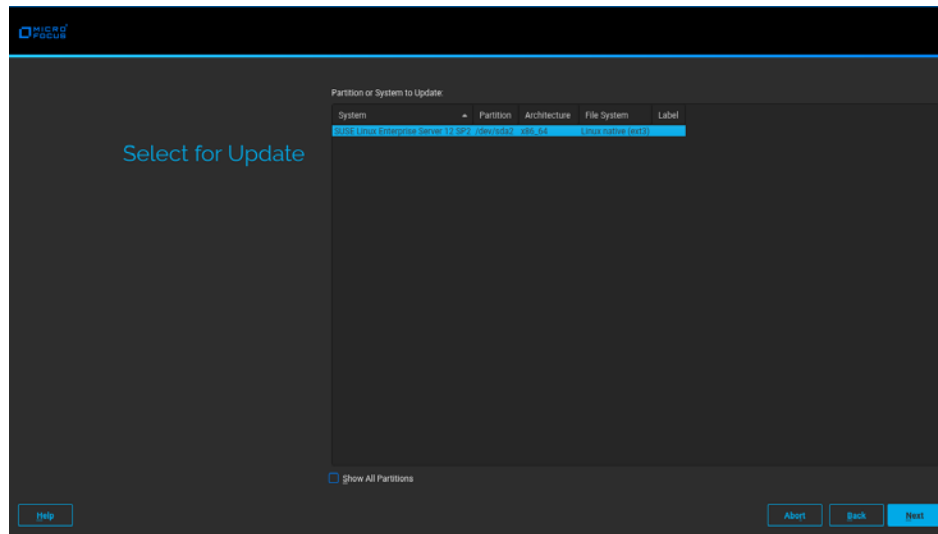 MICRO
FOCUS
Partition or System to Update:
System Partition Architecture File System Label
SUSE Linux Enterprise Server 12 SP2 /dev/sda2 x86_64 Linux native (ext3)
Select for Update
Show All Partitions
Help Abort Back Next